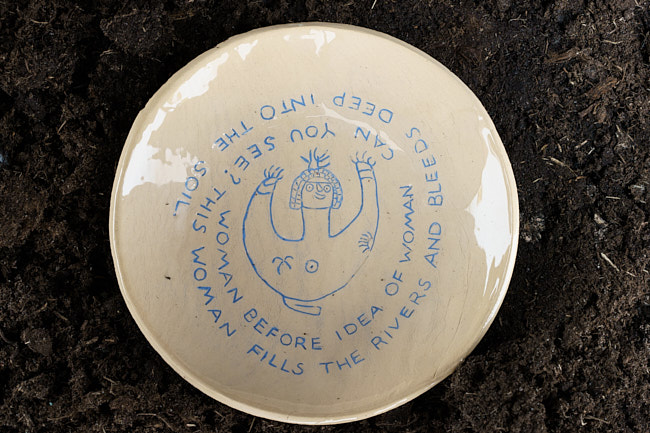 WOMAN BEFORE IDEA OF WOMAN CAN YOU SEE? THIS WOMAN FILLS THE RIVERS AND BLEEDS DEEP INTO THE SOIL.